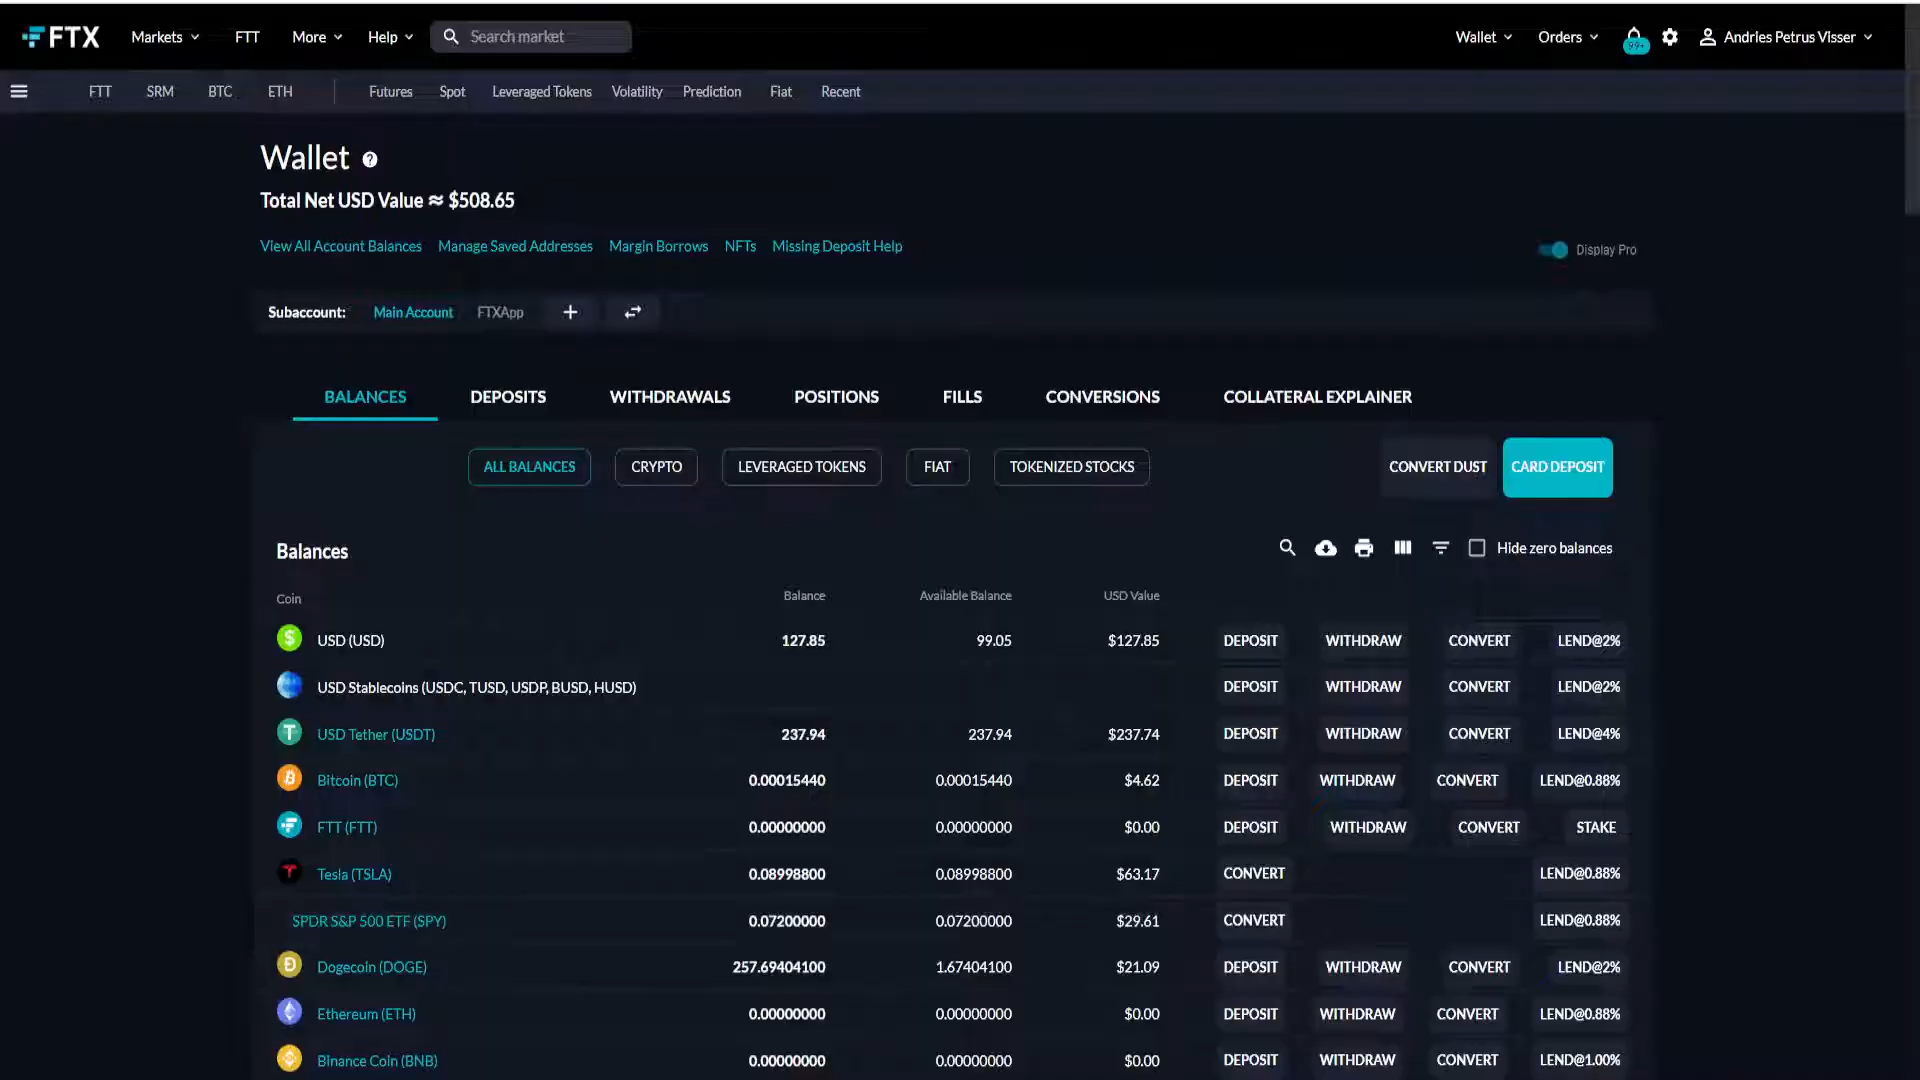 FTX Markets FTT More Help Search market Wallet Orders 99+ Andries Petrus Visser
FTT SRM BTC ETH Futures Spot Leveraged Tokens Volatility Prediction Fiat Recent
Wallet ?
Total Net USD Value ≈ $508.65
View All Account Balances Manage Saved Addresses Margin Borrows NFTs Missing Deposit Help Display Pro
Subaccount: Main Account FTXApp +
BALANCES DEPOSITS WITHDRAWALS POSITIONS FILLS CONVERSIONS COLLATERAL EXPLAINER
ALL BALANCES CRYPTO LEVERAGED TOKENS FIAT TOKENIZED STOCKS CONVERT DUST CARD DEPOSIT
Balances Hide zero balances
Coin Balance Available Balance USD Value
USD (USD) 127.85 99.05 $127.85 DEPOSIT WITHDRAW CONVERT LEND@2%
USD Stablecoins (USDC, TUSD, USDP, BUSD, HUSD) DEPOSIT WITHDRAW CONVERT LEND@2%
USD Tether (USDT) 237.94 237.94 $237.74 DEPOSIT WITHDRAW CONVERT LEND@4%
Bitcoin (BTC) 0.00015440 0.00015440 $4.62 DEPOSIT WITHDRAW CONVERT LEND@0.88%
FTT (FTT) 0.00000000 0.00000000 $0.00 DEPOSIT WITHDRAW CONVERT STAKE
Tesla (TSLA) 0.08998800 0.08998800 $63.17 CONVERT LEND@0.88%
SPDR S&P 500 ETF (SPY) 0.07200000 0.07200000 $29.61 CONVERT LEND@0.88%
Dogecoin (DOGE) 257.69404100 1.67404100 $21.09 DEPOSIT WITHDRAW CONVERT LEND@2%
Ethereum (ETH) 0.00000000 0.00000000 $0.00 DEPOSIT WITHDRAW CONVERT LEND@0.88%
Binance Coin (BNB) 0.00000000 0.00000000 $0.00 DEPOSIT WITHDRAW CONVERT LEND@1.00%